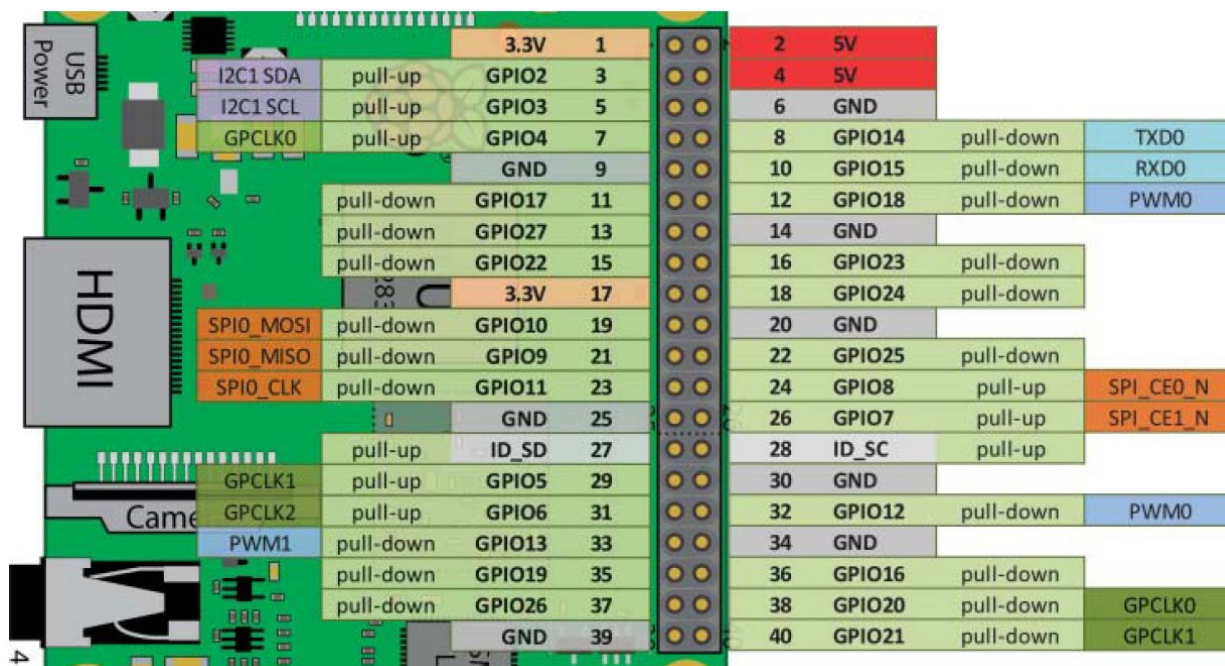 USB Power
3.3V 1 2 5V
I2C1 SDA pull-up GPIO2 3 4 5V
I2C1 SCL pull-up GPIO3 5 6 GND
GPCLK0 pull-up GPIO4 7 8 GPIO14 pull-down TXD0
GND 9 10 GPIO15 pull-down RXD0
pull-down GPIO17 11 12 GPIO18 pull-down PWM0
pull-down GPIO27 13 14 GND
pull-down GPIO22 15 16 GPIO23 pull-down
3.3V 17 18 GPIO24 pull-down
HDMI
SPI0_MOSI pull-down GPIO10 19 20 GND
SPI0_MISO pull-down GPIO9 21 22 GPIO25 pull-down
SPI0_CLK pull-down GPIO11 23 24 GPIO8 pull-up SPI_CE0_N
GND 25 26 GPIO7 pull-up SPI_CE1_N
pull-up ID_SD 27 28 ID_SC pull-up
GPCLK1 pull-up GPIO5 29 30 GND
Came
GPCLK2 pull-up GPIO6 31 32 GPIO12 pull-down PWM0
PWM1 pull-down GPIO13 33 34 GND
pull-down GPIO19 35 36 GPIO16 pull-down
pull-down GPIO26 37 38 GPIO20 pull-down GPCLK0
GND 39 40 GPIO21 pull-down GPCLK1
4